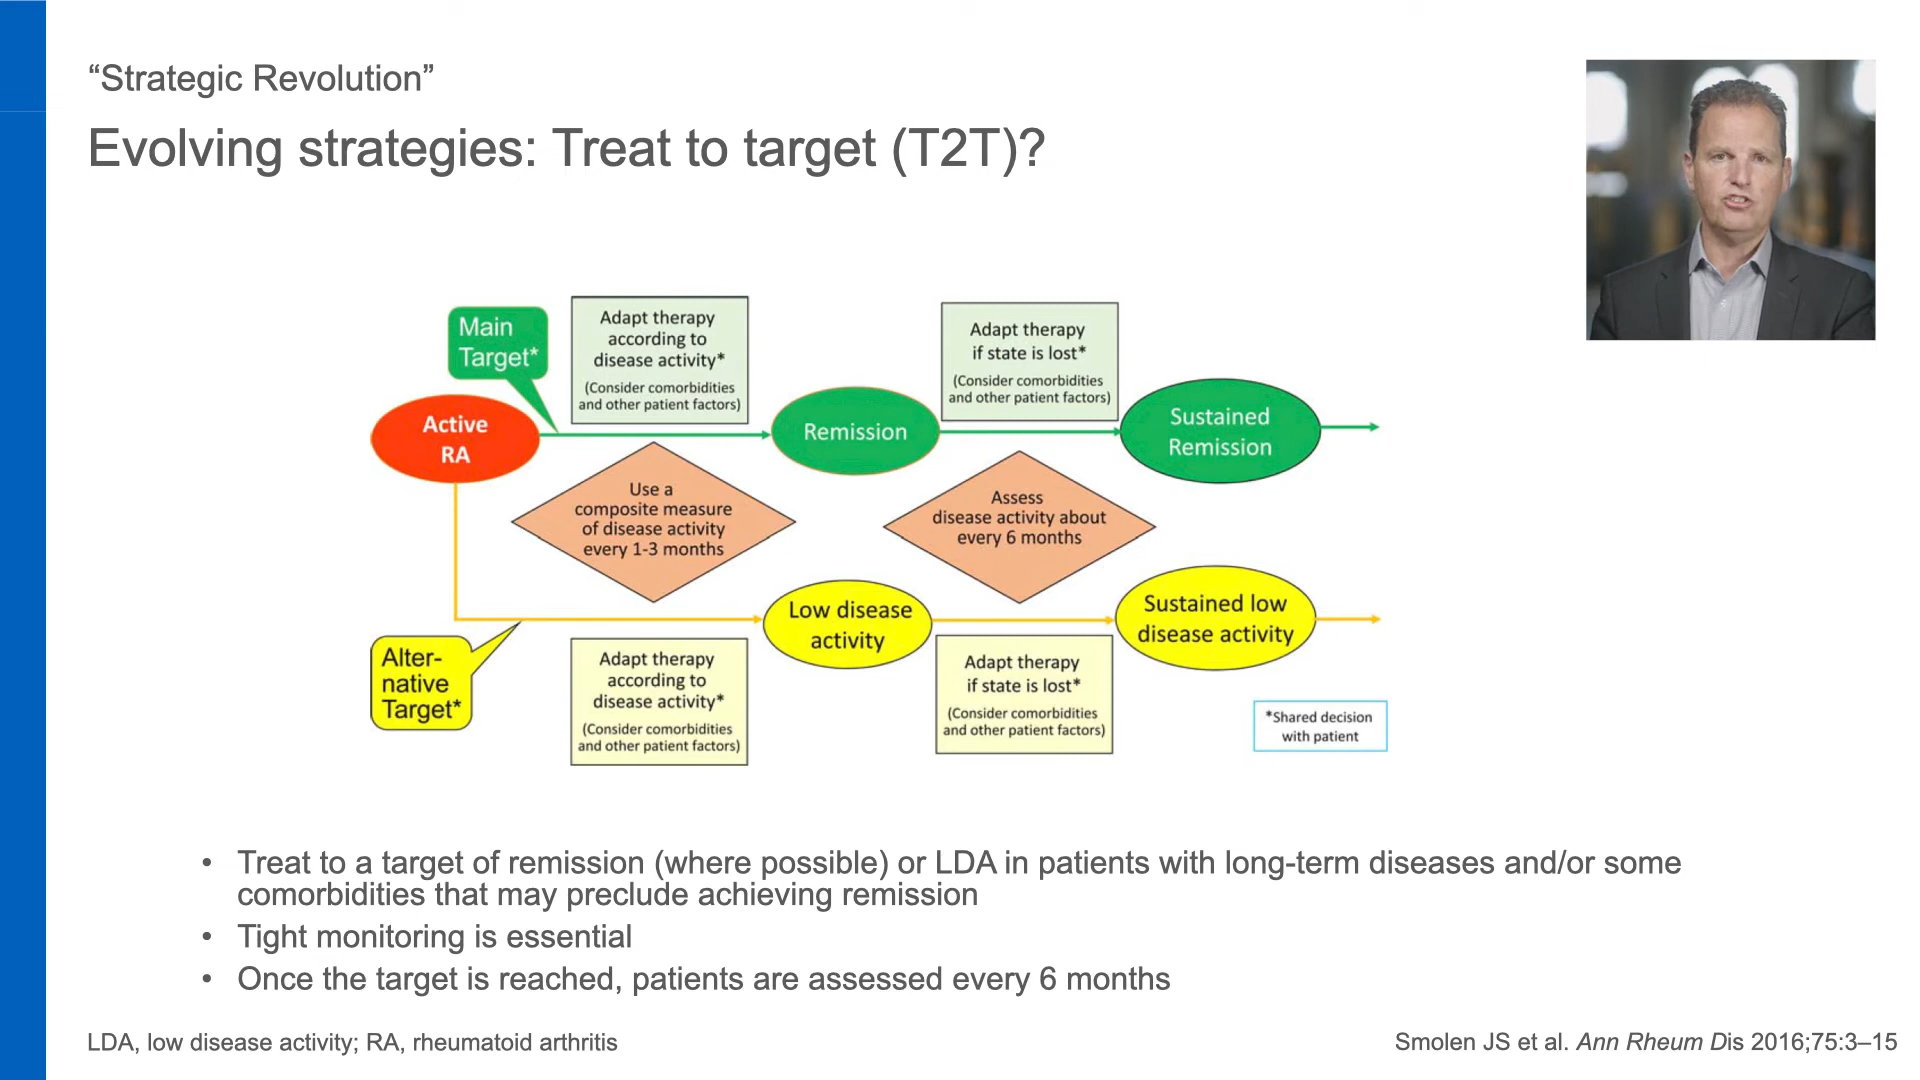 “Strategic Revolution”
Evolving strategies: Treat to target (T2T)?
Main
Target*
Adapt therapy
according to
disease activity*
(Consider comorbidities
and other patient factors)
Adapt therapy
if state is lost*
(Consider comorbidities
and other patient factors)
Active
RA
Remission
Sustained
Remission
Use a
composite measure
of disease activity
every 1-3 months
Assess
disease activity about
every 6 months
Low disease
activity
Sustained low
disease activity
Alter-
native
Target*
Adapt therapy
according to
disease activity*
(Consider comorbidities
and other patient factors)
Adapt therapy
if state is lost*
(Consider comorbidities
and other patient factors)
*Shared decision
with patient
• Treat to a target of remission (where possible) or LDA in patients with long-term diseases and/or some
comorbidities that may preclude achieving remission
• Tight monitoring is essential
• Once the target is reached, patients are assessed every 6 months
LDA, low disease activity; RA, rheumatoid arthritis
Smolen JS et al. Ann Rheum Dis 2016;75:3–15